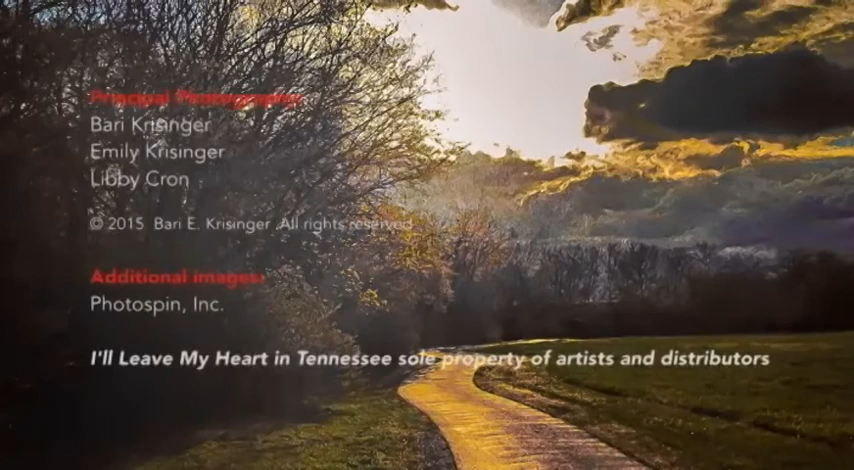 Principal Photography:
Bari Krisinger
Emily Krisinger
Libby Cron
© 2015 Bari E. Krisinger .All rights reserved
Additional images:
Photospin, Inc.
I'll Leave My Heart in Tennessee sole property of artists and distributors